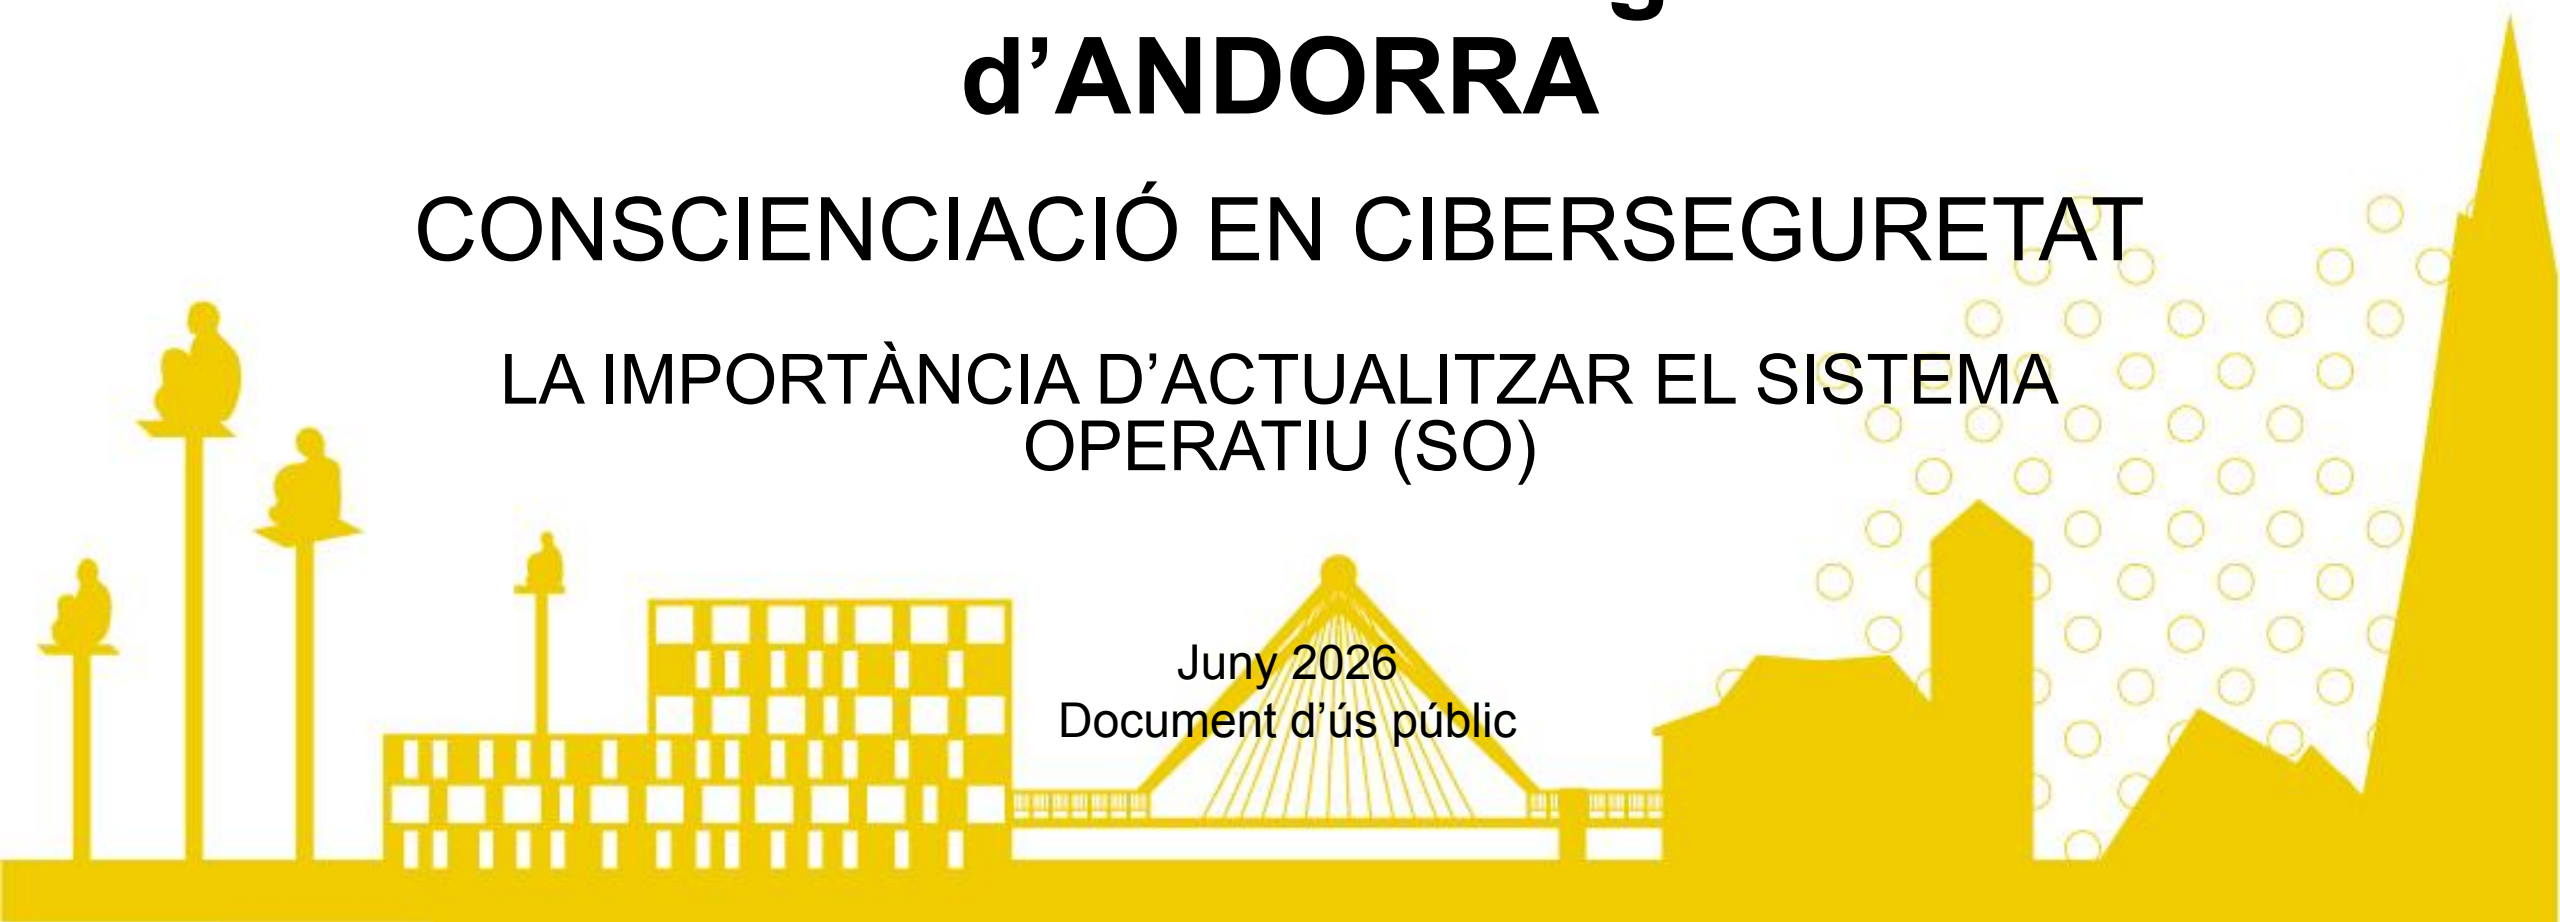 d’ANDORRA
CONSCIENCIACIÓ EN CIBERSEGURETAT
LA IMPORTÀNCIA D’ACTUALITZAR EL SISTEMA
OPERATIU (SO)
Juny 2026
Document d’ús públic